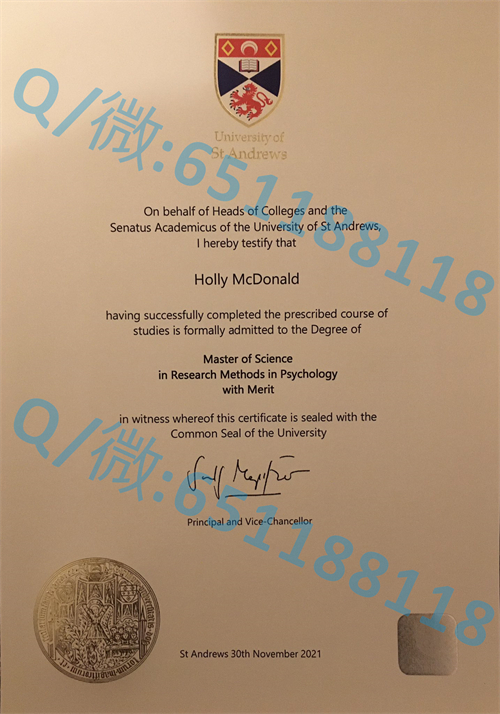 University of
St Andrews
On behalf of Heads of Colleges and the
Senatus Academicus of the University of St Andrews,
I hereby testify that
Holly McDonald
having successfully completed the prescribed course of
studies is formally admitted to the Degree of
Master of Science
in Research Methods in Psychology
with Merit
in witness whereof this certificate is sealed with the
Common Seal of the University
Principal and Vice-Chancellor
St Andrews 30th November 2021
Q/微:651188118
Q/微:651188118